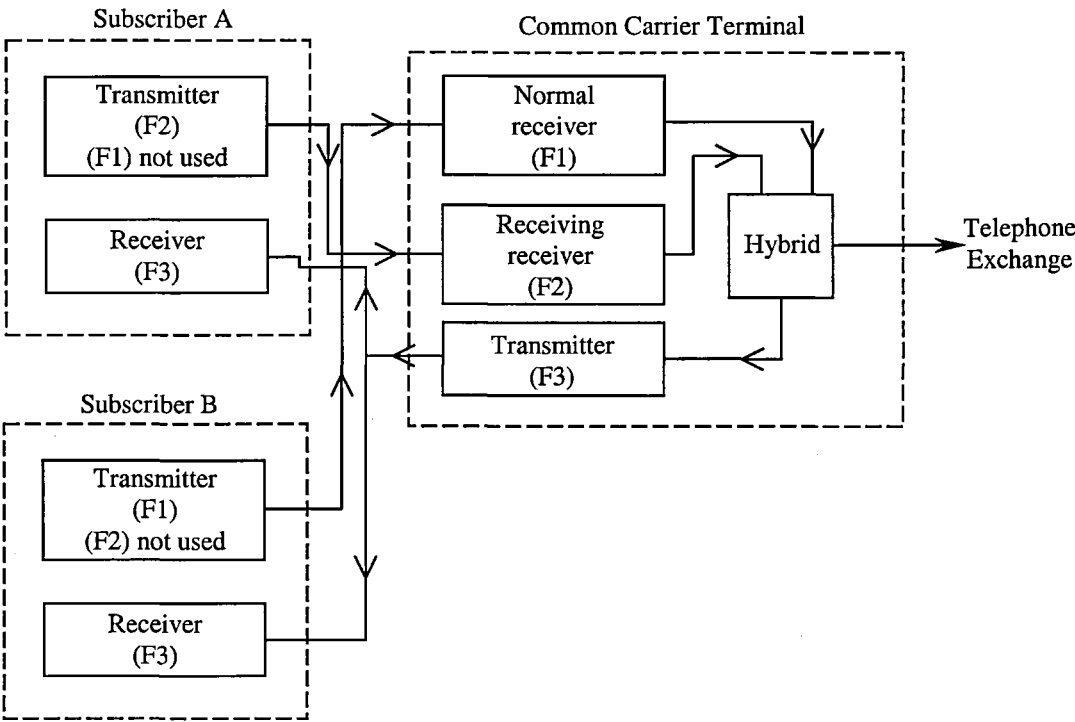 Subscriber A
Transmitter
(F2)
(F1) not used
Receiver
(F3)
Common Carrier Terminal
Normal
receiver
(F1)
Receiving
receiver
(F2)
Transmitter
(F3)
Hybrid
Telephone
Exchange
Subscriber B
Transmitter
(F1)
(F2) not used
Receiver
(F3)